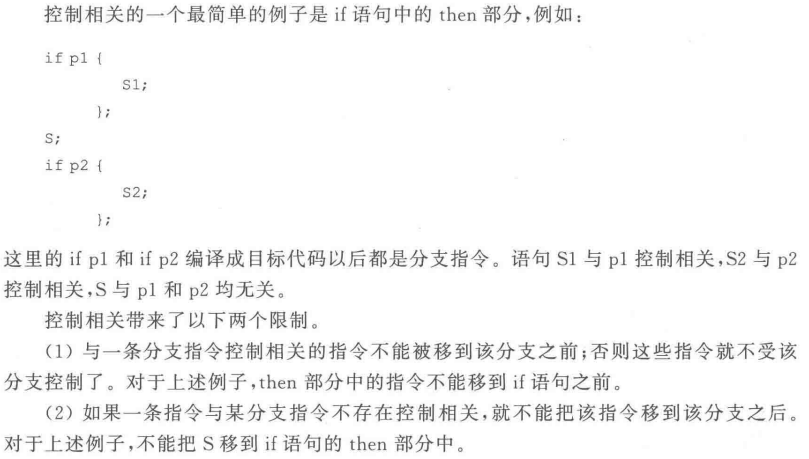 控制相关的一个最简单的例子是 if 语句中的 then 部分,例如:
if p1 {
S1;
};
S;
if p2 {
S2;
};
这里的 if p1 和 if p2 编译成目标代码以后都是分支指令。语句 S1 与 p1 控制相关,S2 与 p2
控制相关,S 与 p1 和 p2 均无关。
控制相关带来了以下两个限制。
(1) 与一条分支指令控制相关的指令不能被移到该分支之前;否则这些指令就不受该
分支控制了。对于上述例子,then 部分中的指令不能移到 if 语句之前。
(2) 如果一条指令与某分支指令不存在控制相关,就不能把该指令移到该分支之后。
对于上述例子,不能把 S 移到 if 语句的 then 部分中。